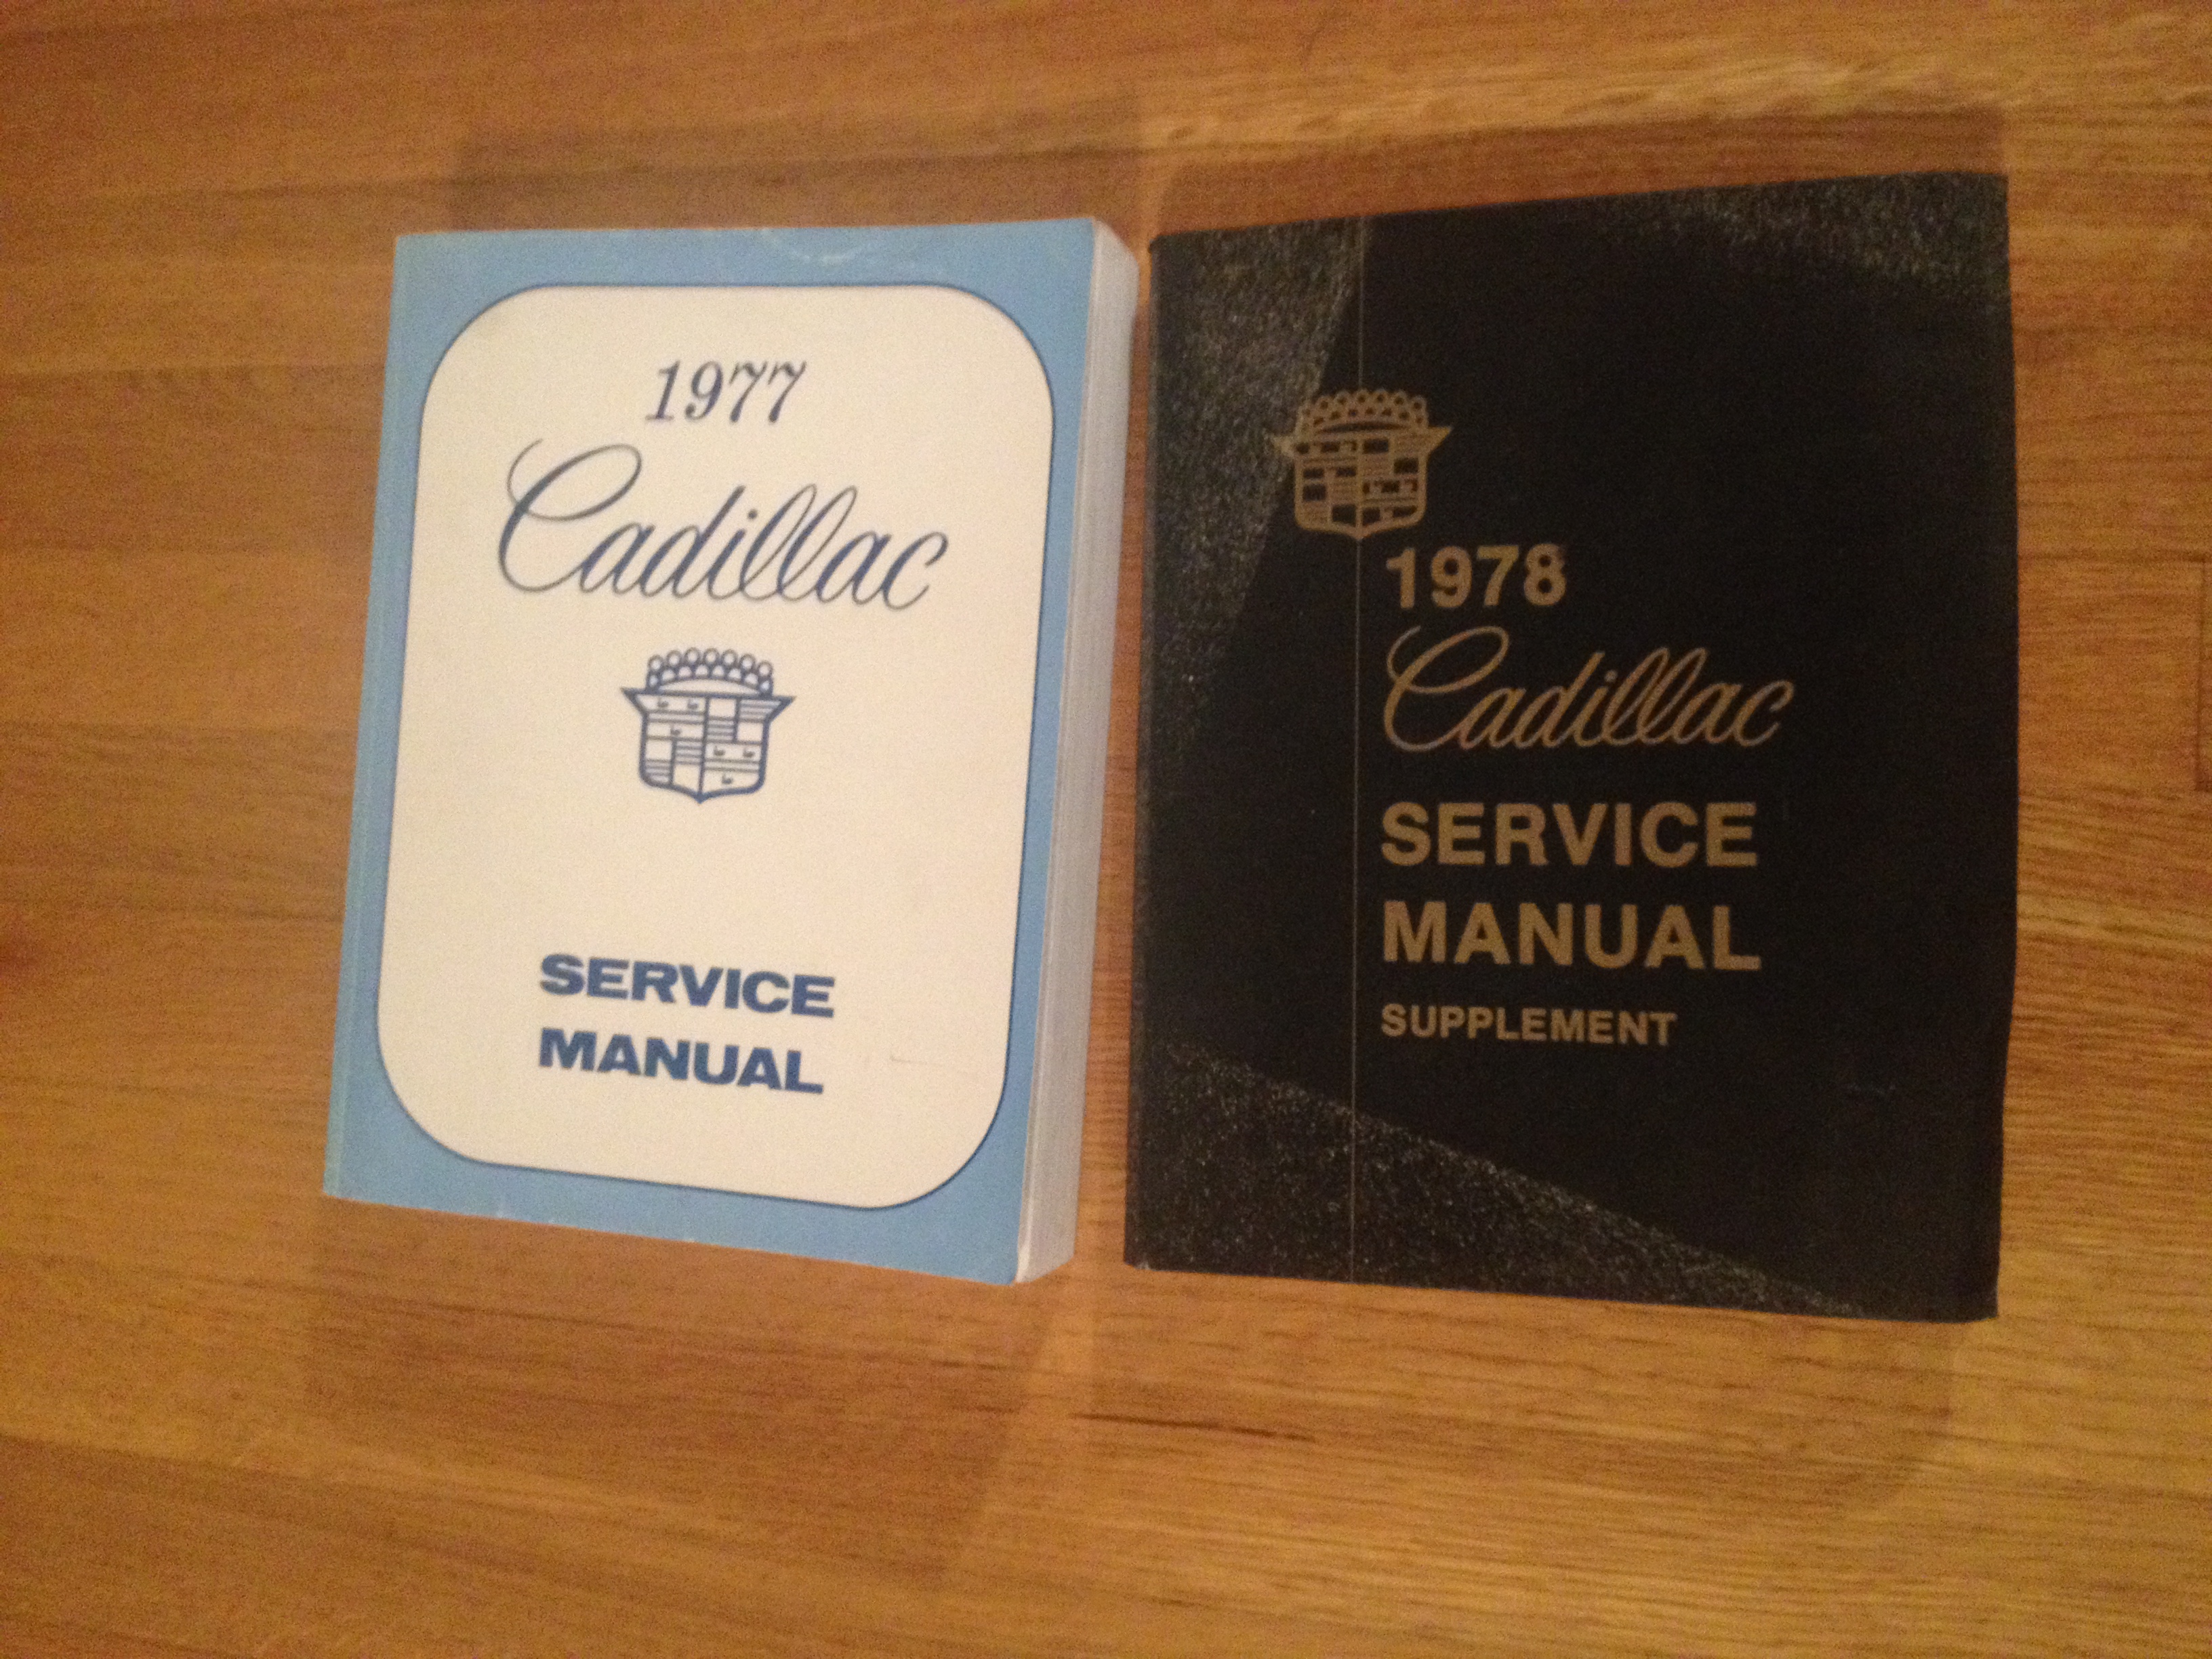 1977
Cadillac
SERVICE
MANUAL
1978
Cadillac
SERVICE
MANUAL
SUPPLEMENT